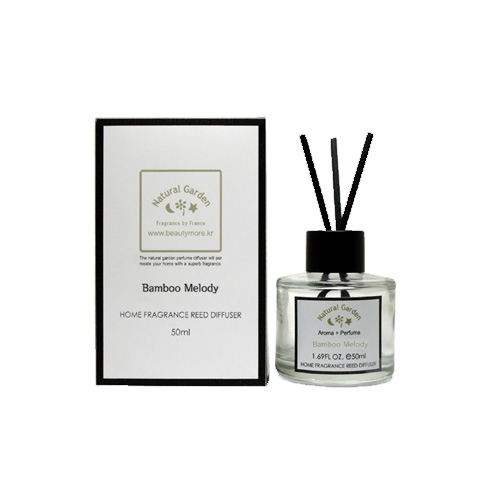 Natural Garden
Fragrance by France
www.beautymore.kr
The natural garden perfume diffuser will per
meate your home with a superb fragrance.
Bamboo Melody
HOME FRAGRANCE REED DIFFUSER
50ml
Natural Garden
Aroma + Perfume
Bamboo Melody
1.69FL.OZ. e50ml
HOME FRAGRANCE REED DIFFUSER